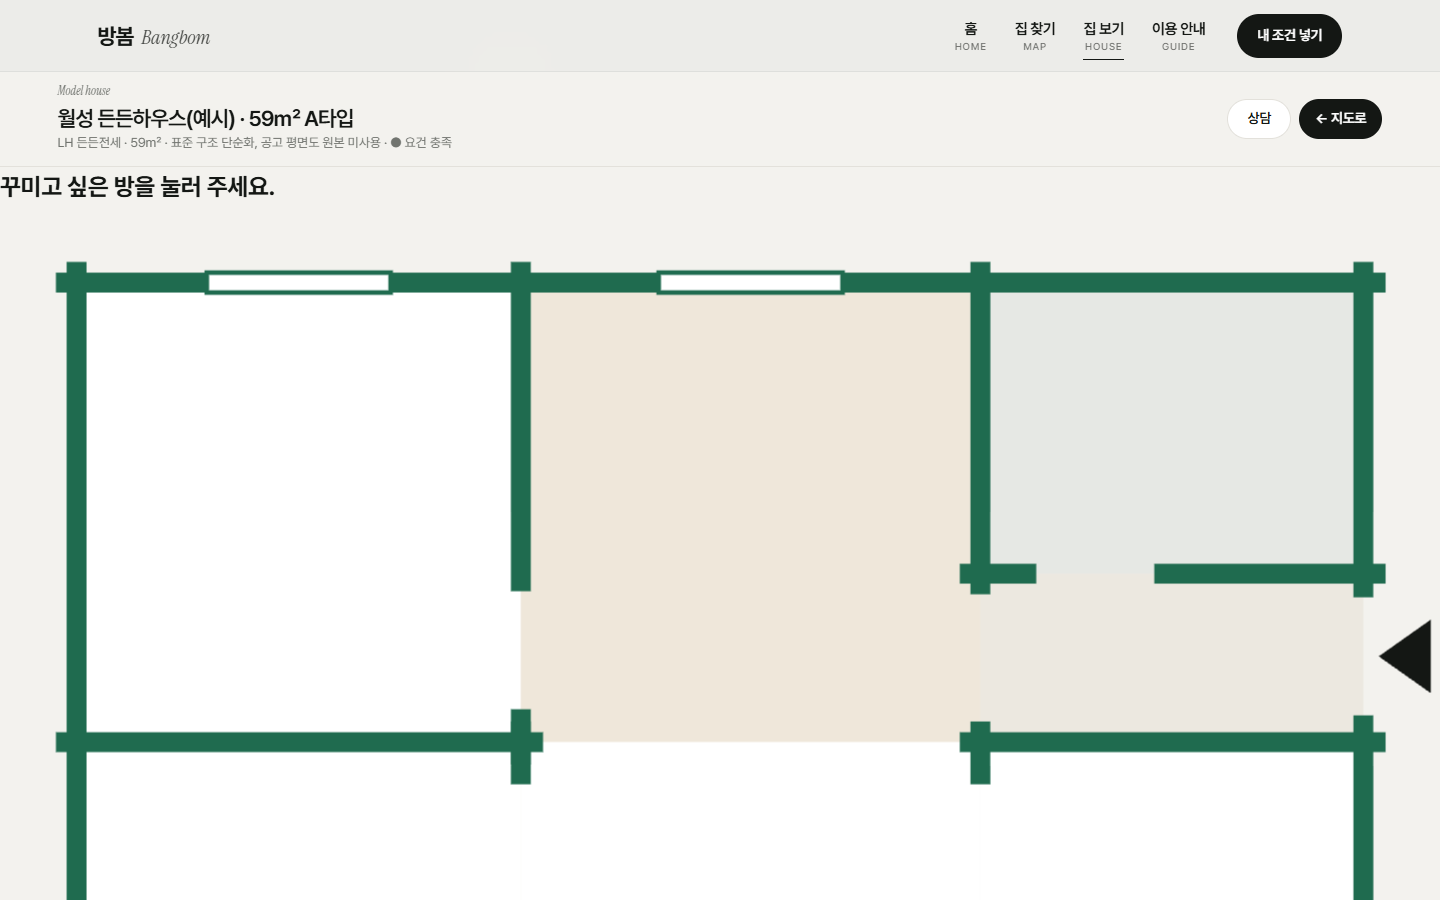 방봄 Bangbom
홈
HOME
집 찾기
MAP
집 보기
HOUSE
이용 안내
GUIDE
내 조건 넣기
Model house
월성 든든하우스(예시) · 59m² A타입
LH 든든전세 · 59m² · 표준 구조 단순화, 공고 평면도 원본 미사용 · ● 요건 충족
상담
← 지도로
꾸미고 싶은 방을 눌러 주세요.